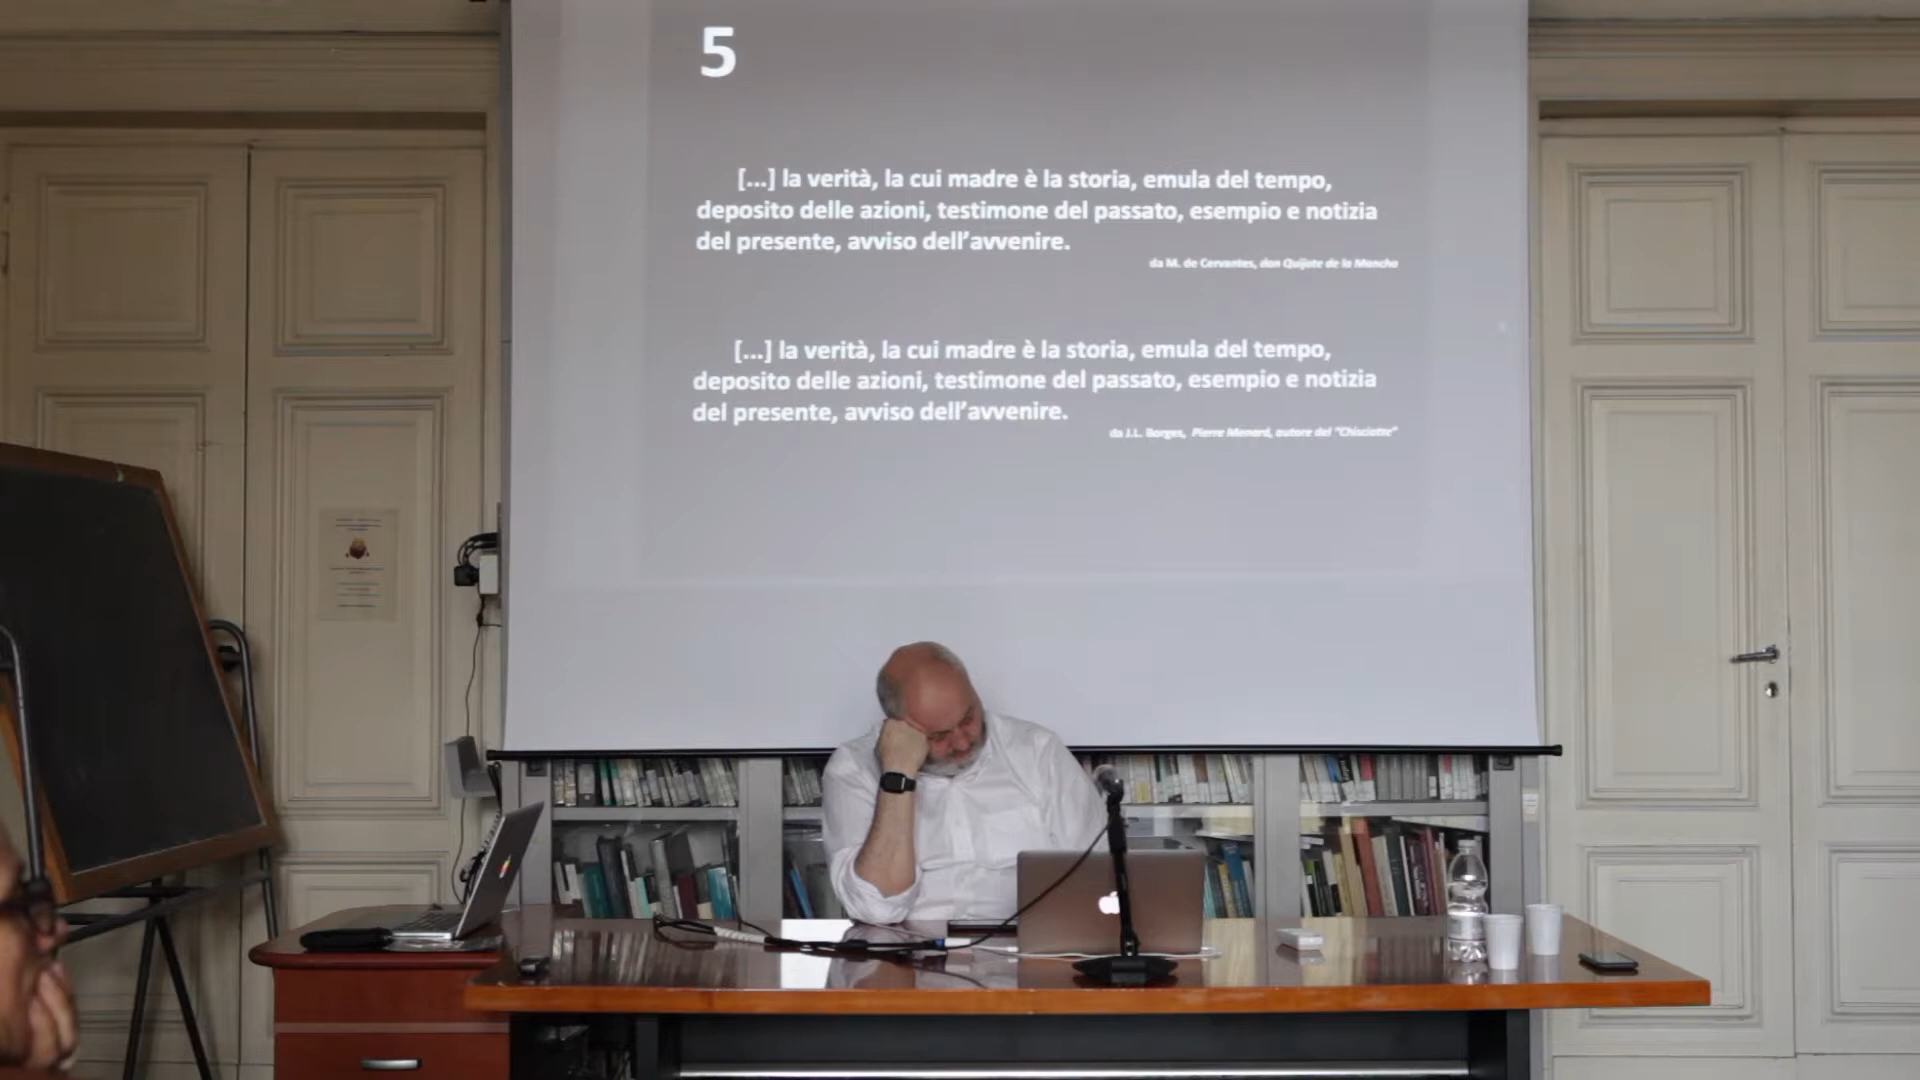 5
[...] la verità, la cui madre è la storia, emula del tempo,
deposito delle azioni, testimone del passato, esempio e notizia
del presente, avviso dell'avvenire.
da M. de Cervantes, don Quijote de la Mancha
[...] la verità, la cui madre è la storia, emula del tempo,
deposito delle azioni, testimone del passato, esempio e notizia
del presente, avviso dell'avvenire.
da J.L. Borges, Pierre Menard, autore del "Chisciotte"